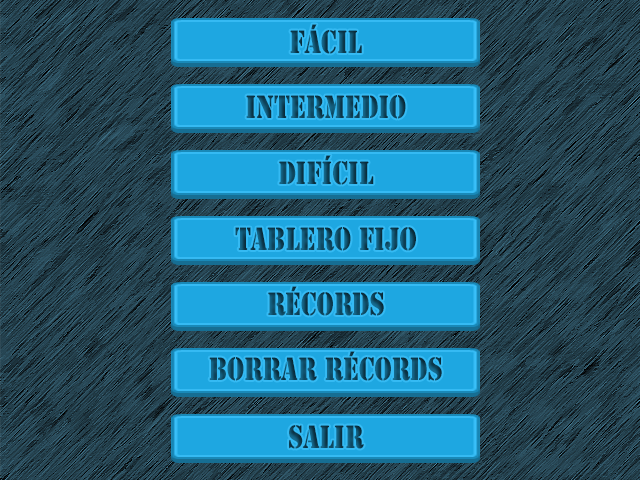 FÁCIL
INTERMEDIO
DIFÍCIL
TABLERO FIJO
RÉCORDS
BORRAR RÉCORDS
SALIR